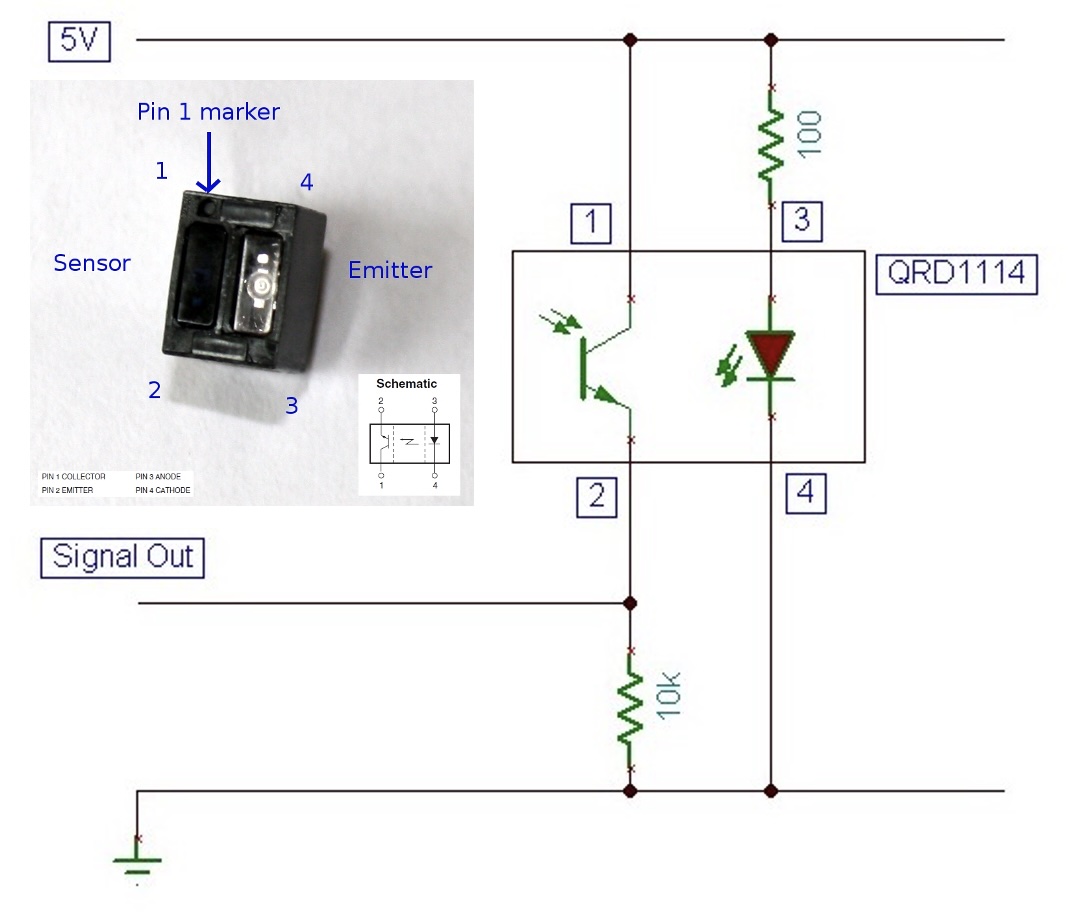 5V
Pin 1 marker
1
4
Sensor
Emitter
2
3
Schematic
2 3
1 4
PIN 1 COLLECTOR PIN 3 ANODE
PIN 2 EMITTER PIN 4 CATHODE
100
1
3
QRD1114
2
4
Signal Out
10k